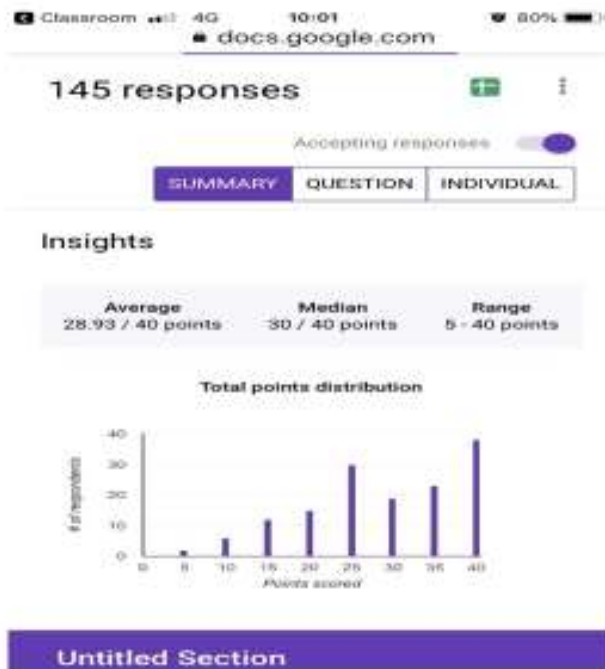 Classroom 4G 10:01 80%
docs.google.com
145 responses
Accepting responses
SUMMARY QUESTION INDIVIDUAL
Insights
Average Median Range
28.93 / 40 points 30 / 40 points 5 - 40 points
Total points distribution
40
30
20
10
0
# of respondents
0 5 10 15 20 25 30 35 40
Points scored
Untitled Section